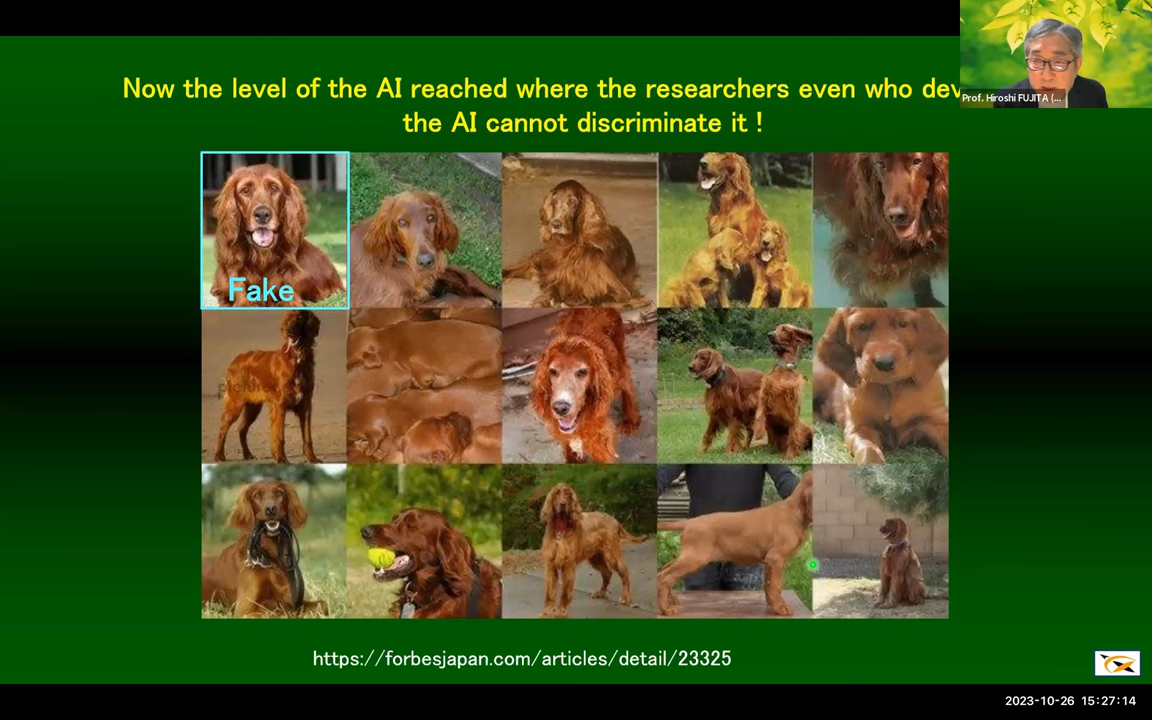 Now the level of the AI reached where the researchers even who dev
the AI cannot discriminate it !
Prof. Hiroshi FUJITA (...
Fake
https://forbesjapan.com/articles/detail/23325
2023-10-26 15:27:14